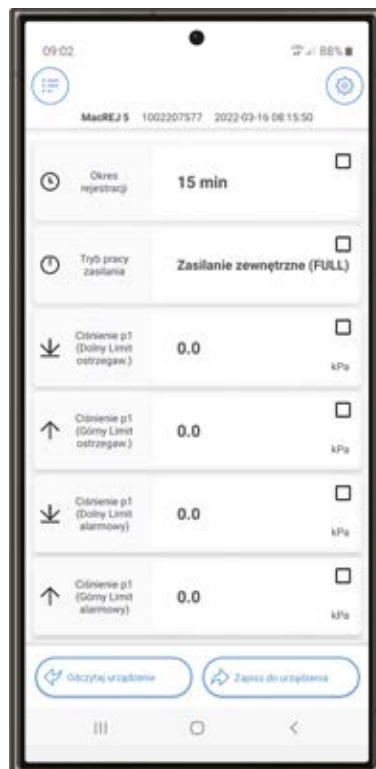 09:02
88%
MacREJ 5 1002207577 2022-03-16 08:15:50
Okres
rejestracji
15 min
Tryb pracy
zasilania
Zasilanie zewnętrzne (FULL)
Ciśnienie p1
(Dolny Limit
ostrzegaw.)
0.0
kPa
Ciśnienie p1
(Górny Limit
ostrzegaw.)
0.0
kPa
Ciśnienie p1
(Dolny Limit
alarmowy)
0.0
kPa
Ciśnienie p1
(Górny Limit
alarmowy)
0.0
kPa
Odczytaj urządzenie
Zapisz do urządzenia